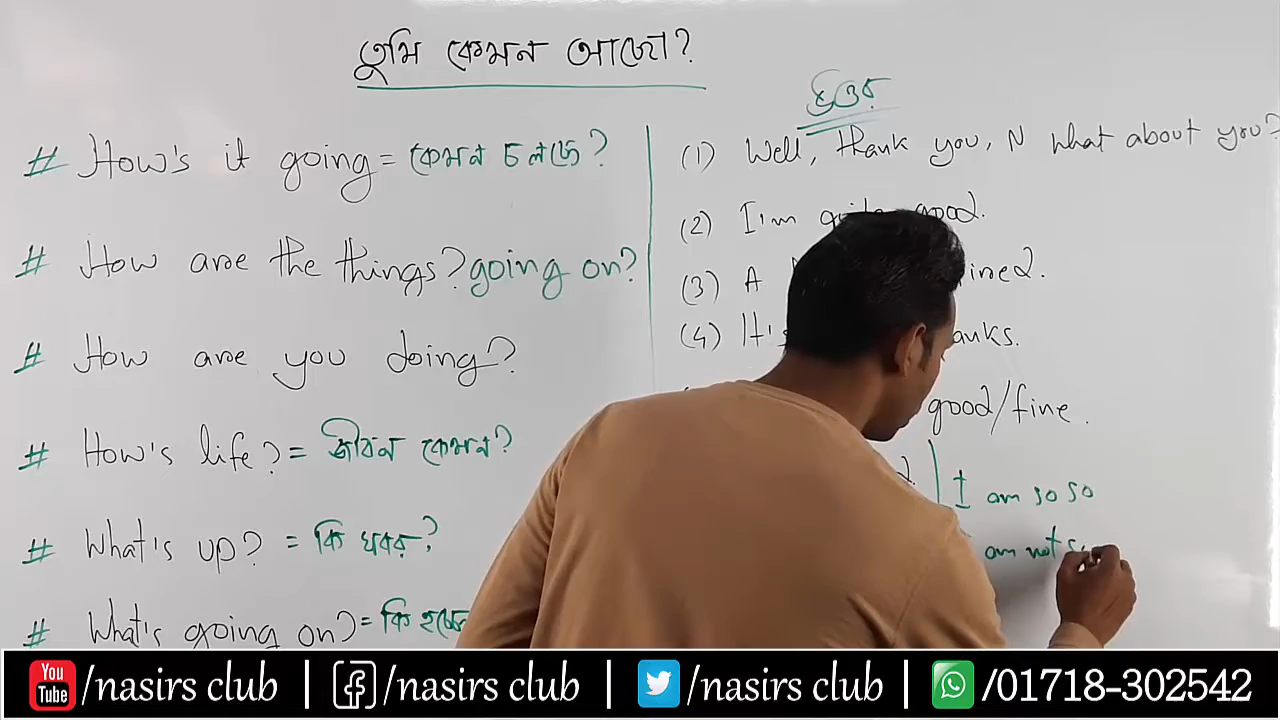 তুমি কেমন আছো?
# How's it going = কেমন চলছে?
# How are the things? going on?
# How are you doing?
# How's life? = জীবন কেমন?
# What's up? = কি খবর?
# What's going on? = কি হচ্ছে
উত্তর
(1) Well, thank you, N what about you?
(2) I'm quite good.
(3) A
(4) It's
good/fine.
I am so so
am not
You Tube /nasirs club | f /nasirs club | /nasirs club | /01718-302542